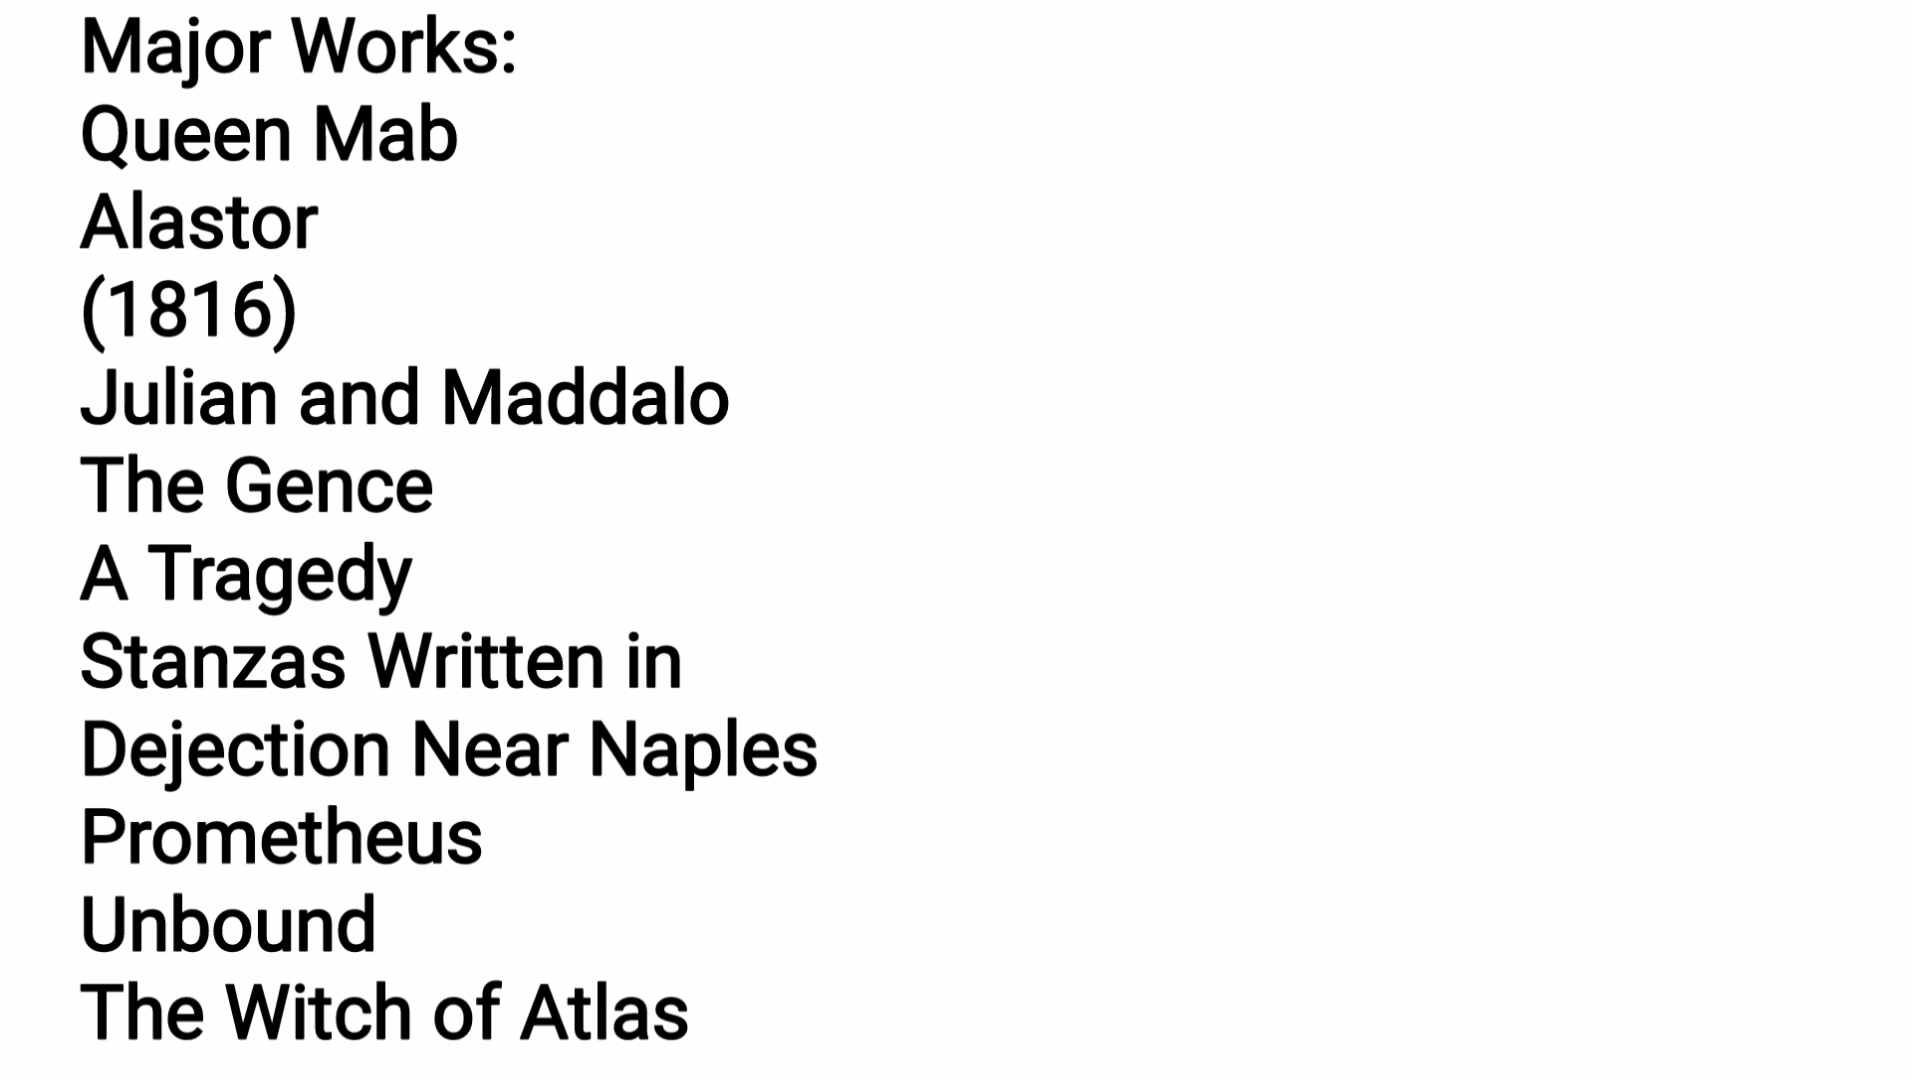 Major Works:
Queen Mab
Alastor
(1816)
Julian and Maddalo
The Gence
A Tragedy
Stanzas Written in
Dejection Near Naples
Prometheus
Unbound
The Witch of Atlas